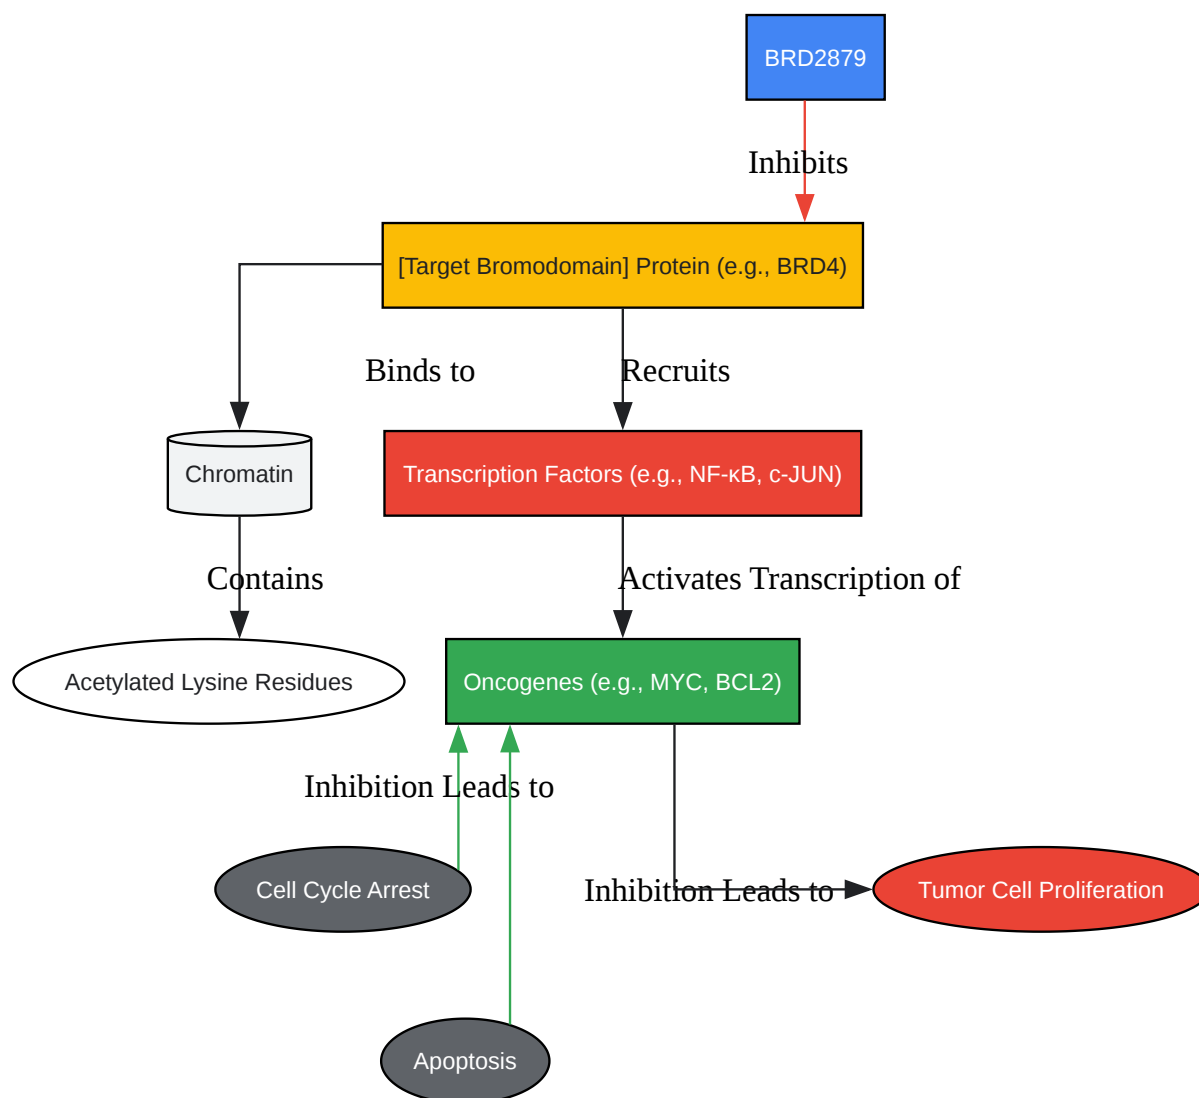 BRD2879
Inhibits
[Target Bromodomain] Protein (e.g., BRD4)
Binds to
Recruits
Chromatin
Transcription Factors (e.g., NF-κB, c-JUN)
Contains
Activates Transcription of
Acetylated Lysine Residues
Oncogenes (e.g., MYC, BCL2)
Inhibition Leads to
Cell Cycle Arrest
Inhibition Leads to
Tumor Cell Proliferation
Apoptosis